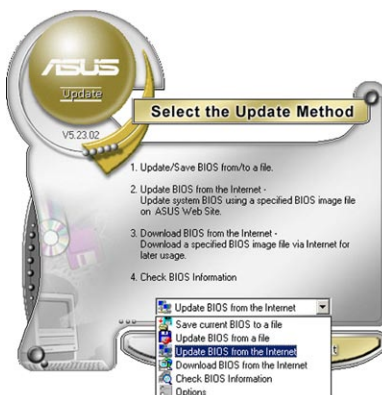 ASUS
Update
V5.23.02
Select the Update Method
1. Update/Save BIOS from/to a file.
2. Update BIOS from the Internet -
Update system BIOS using a specified BIOS image file
on ASUS Web Site.
3. Download BIOS from the Internet -
Download a specified BIOS image file via Internet for
later usage.
4. Check BIOS Information
Update BIOS from the Internet
Save current BIOS to a file
Update BIOS from a file
Update BIOS from the Internet
Download BIOS from the Internet
Check BIOS Information
Options